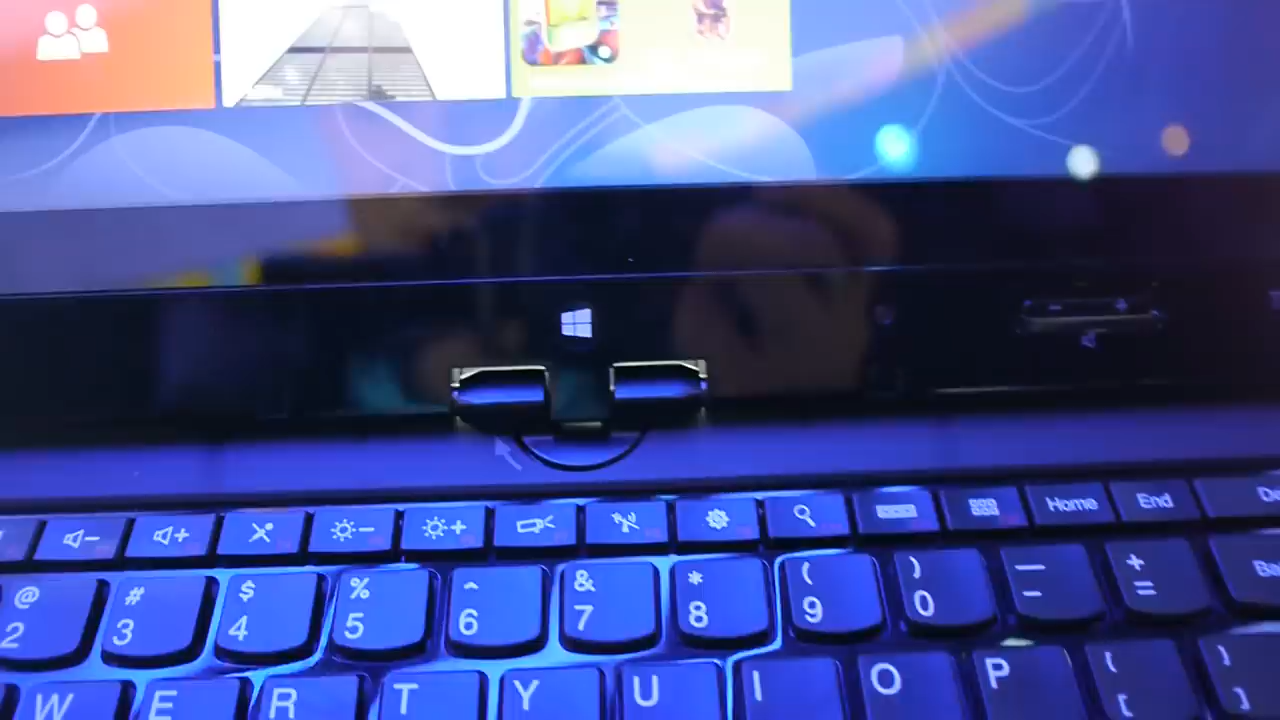 Home End
@ # $ % ^ & * ( ) — +
2 3 4 5 6 7 8 9 0 - =
W E R T Y U I O P { }
[ ]